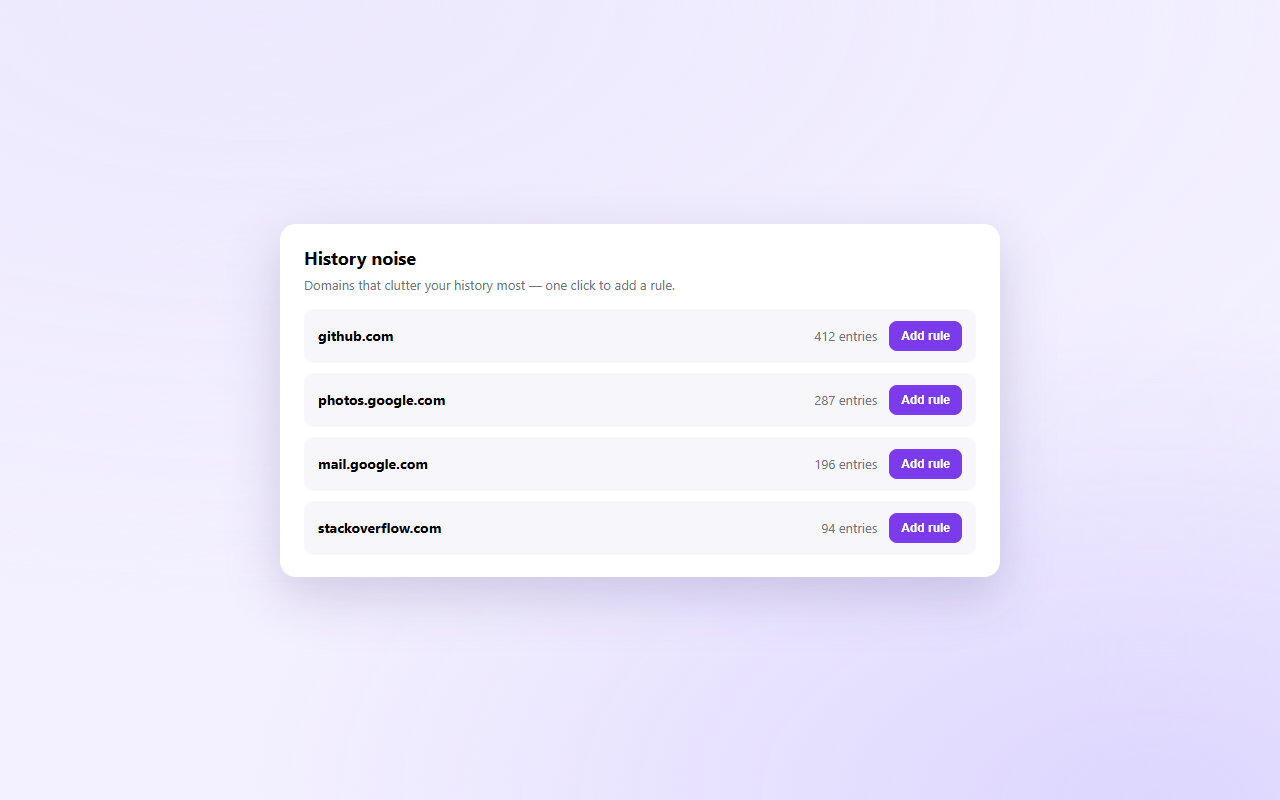 History noise
Domains that clutter your history most — one click to add a rule.
github.com 412 entries Add rule
photos.google.com 287 entries Add rule
mail.google.com 196 entries Add rule
stackoverflow.com 94 entries Add rule